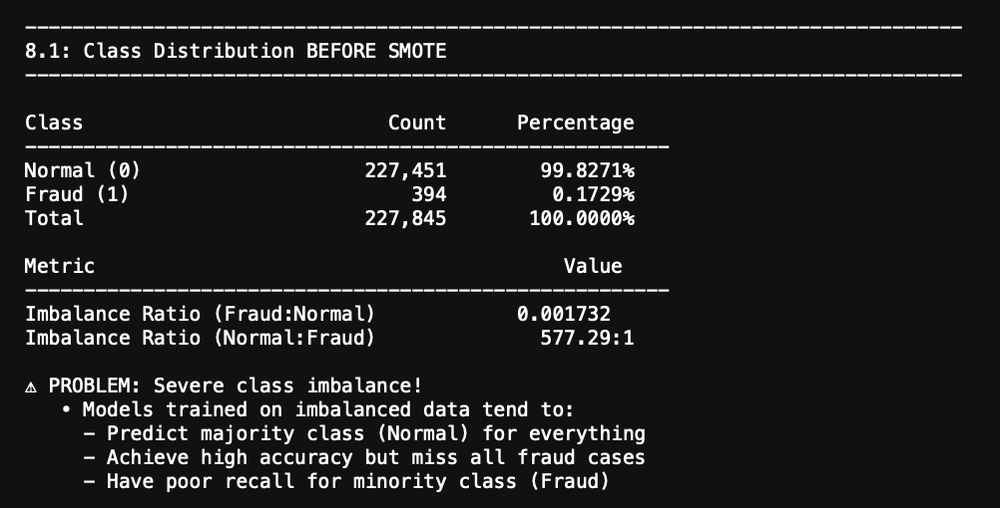 8.1: Class Distribution BEFORE SMOTE
Class Count Percentage
Normal (0) 227,451 99.8271%
Fraud (1) 394 0.1729%
Total 227,845 100.0000%
Metric Value
Imbalance Ratio (Fraud:Normal) 0.001732
Imbalance Ratio (Normal:Fraud) 577.29:1
⚠ PROBLEM: Severe class imbalance!
• Models trained on imbalanced data tend to:
– Predict majority class (Normal) for everything
– Achieve high accuracy but miss all fraud cases
– Have poor recall for minority class (Fraud)